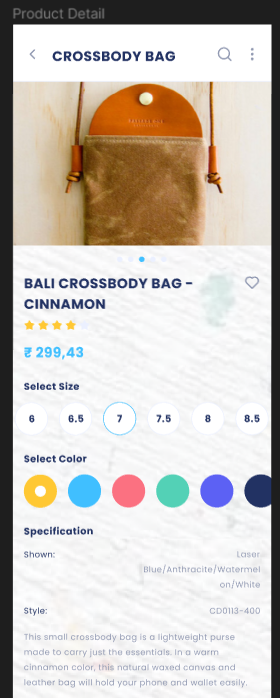 Product Detail
CROSSBODY BAG
BALI CROSSBODY BAG -
CINNAMON
₹ 299,43
Select Size
6 6.5 7 7.5 8 8.5
Select Color
Specification
Shown: Laser
Blue/Anthracite/Watermel
on/White
Style: CD0113-400
This small crossbody bag is a lightweight purse
made to carry just the essentials. In a warm
cinnamon color, this natural waxed canvas and
leather bag will hold your phone and wallet easily.